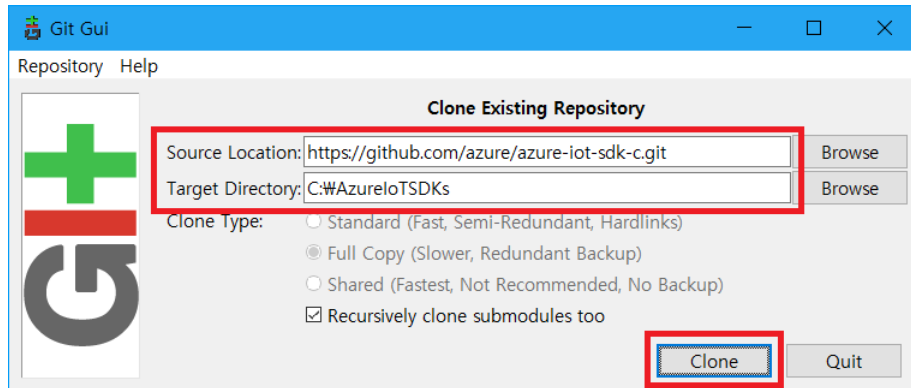 Git Gui
Repository Help
Clone Existing Repository
Source Location: https://github.com/azure/azure-iot-sdk-c.git Browse
Target Directory: C:₩AzureIoTSDKs Browse
Clone Type: Standard (Fast, Semi-Redundant, Hardlinks)
Full Copy (Slower, Redundant Backup)
Shared (Fastest, Not Recommended, No Backup)
Recursively clone submodules too
Clone Quit
GIT